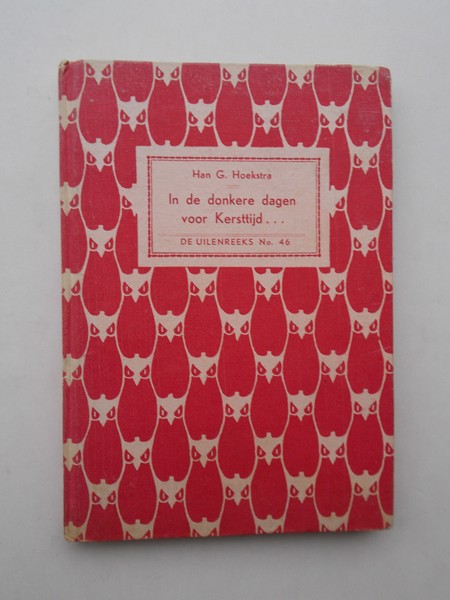 Han G. Hoekstra
In de donkere dagen
voor Kersttijd...
DE UILENREEKS No. 46